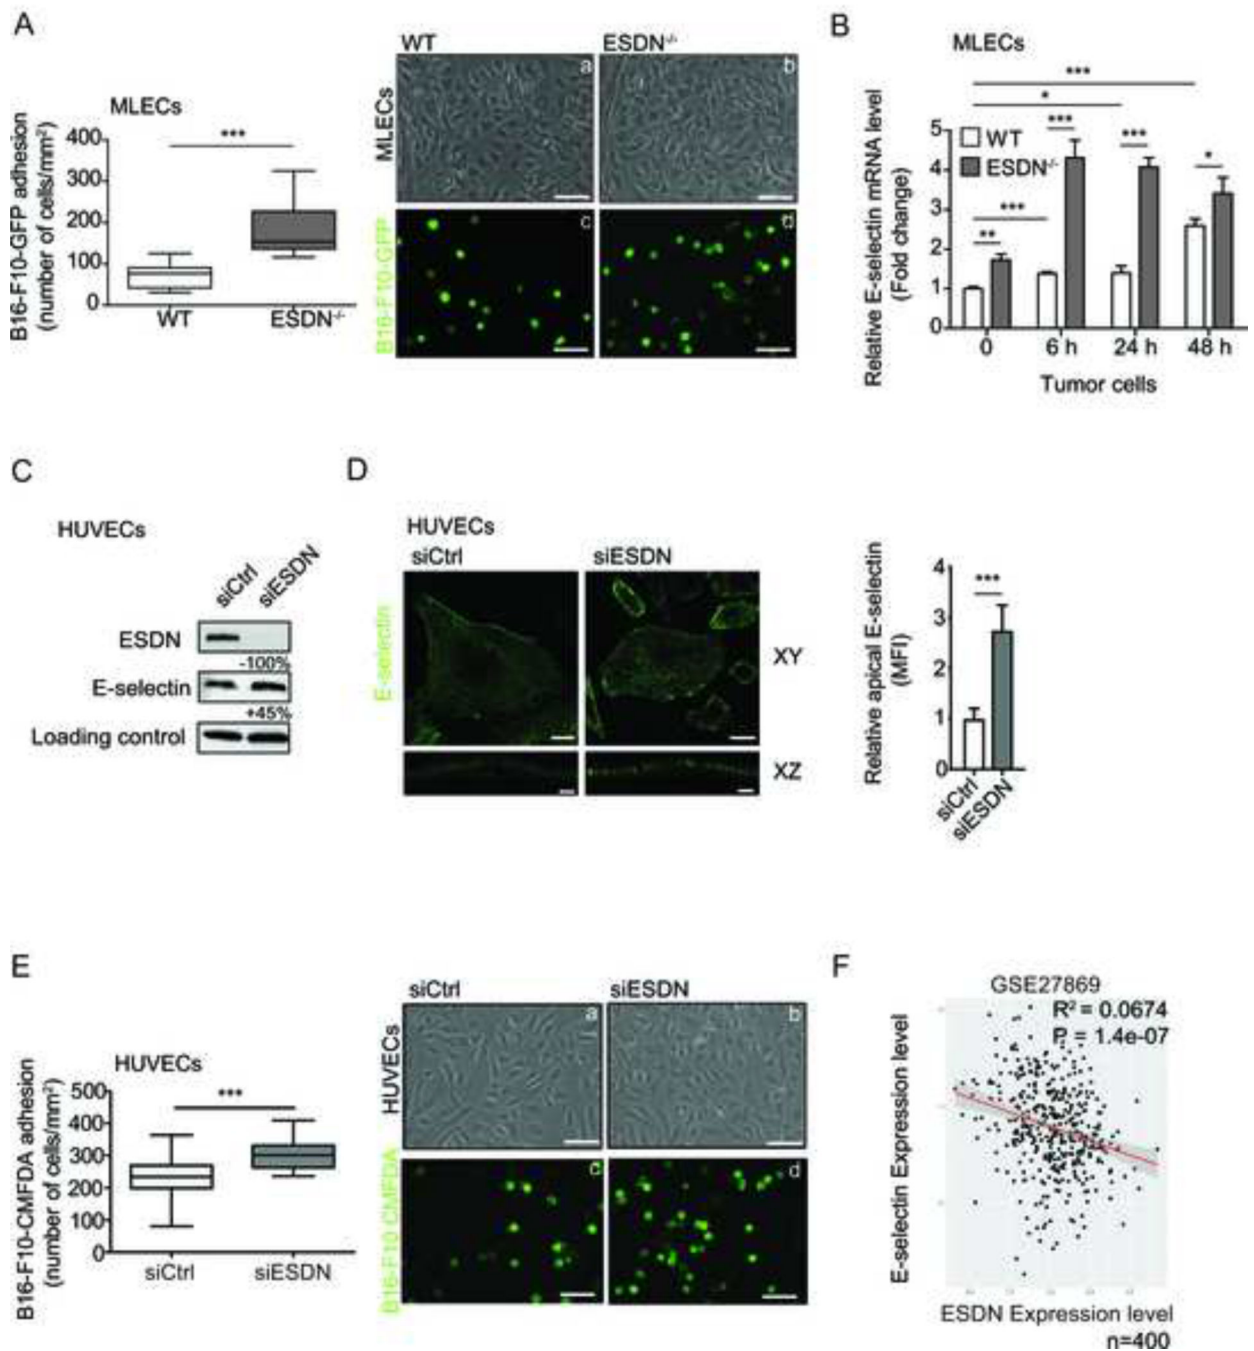 A
MLECs
B16-F10-GFP adhesion
(number of cells/mm²)
400
300
200
100
0
***
WT
ESDN-/-
WT
ESDN-/-
MLECs
B16-F10-GFP
a
b
c
d
B
MLECs
Relative E-selectin mRNA level
(Fold change)
5
4
3
2
1
0
WT
ESDN-/-
***
*
***
***
*
***
**
0
6 h
24 h
48 h
Tumor cells
C
HUVECs
siCtrl
siESDN
ESDN
-100%
E-selectin
+45%
Loading control
D
HUVECs
siCtrl
siESDN
E-selectin
XY
XZ
Relative apical E-selectin
(MFI)
4
3
2
1
0
***
siCtrl
siESDN
E
HUVECs
B16-F10-CMFDA adhesion
(number of cells/mm²)
500
400
300
200
100
0
***
siCtrl
siESDN
siCtrl
siESDN
HUVECs
B16-F10-CMFDA
a
b
c
d
F
GSE27869
R² = 0.0674
P = 1.4e-07
E-selectin Expression level
ESDN Expression level
n=400